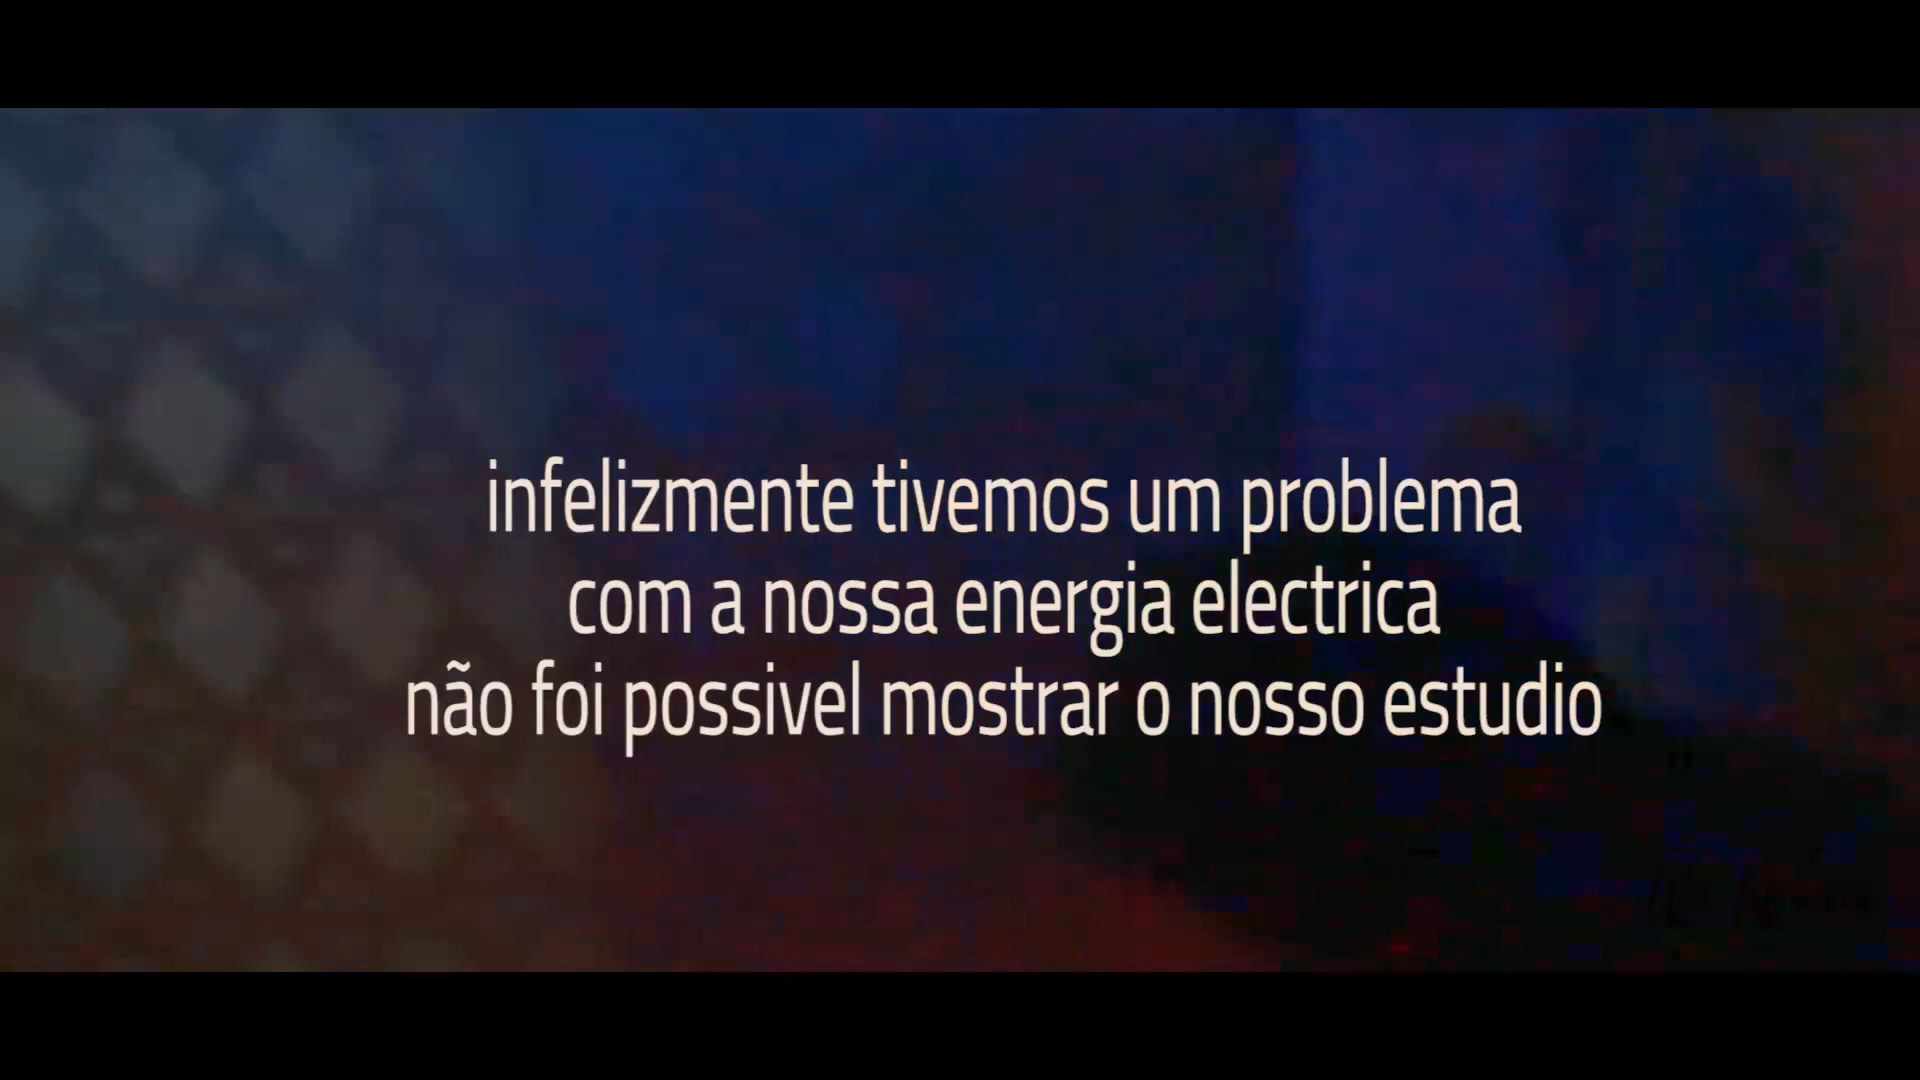 infelizmente tivemos um problema
com a nossa energia electrica
não foi possivel mostrar o nosso estudio